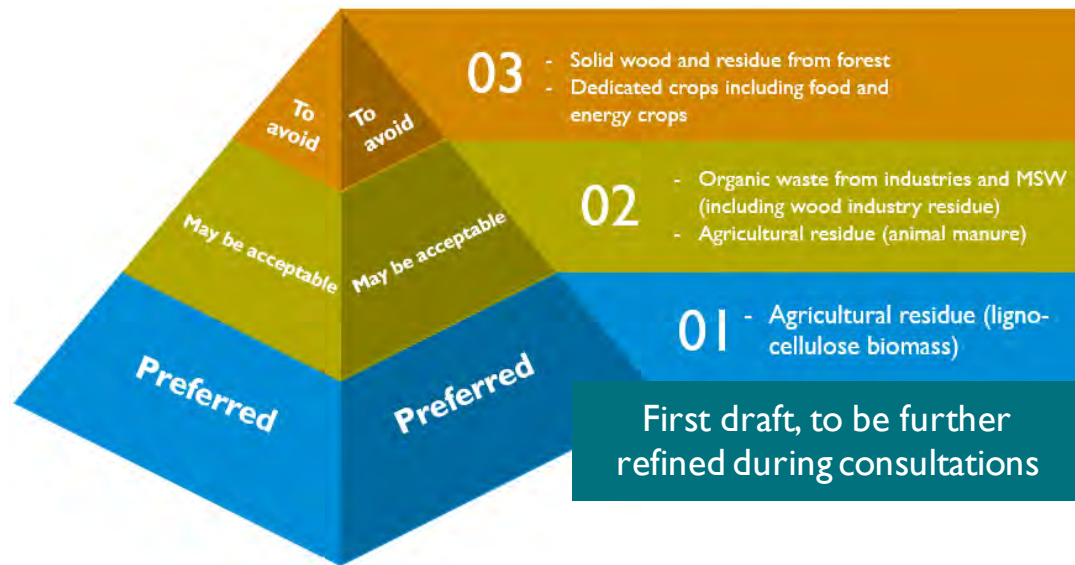 To
avoid
To
avoid
03
- Solid wood and residue from forest
- Dedicated crops including food and
energy crops
May be acceptable
May be acceptable
02
- Organic waste from industries and MSW
(including wood industry residue)
- Agricultural residue (animal manure)
Preferred
Preferred
01
- Agricultural residue (ligno-
cellulose biomass)
First draft, to be further
refined during consultations